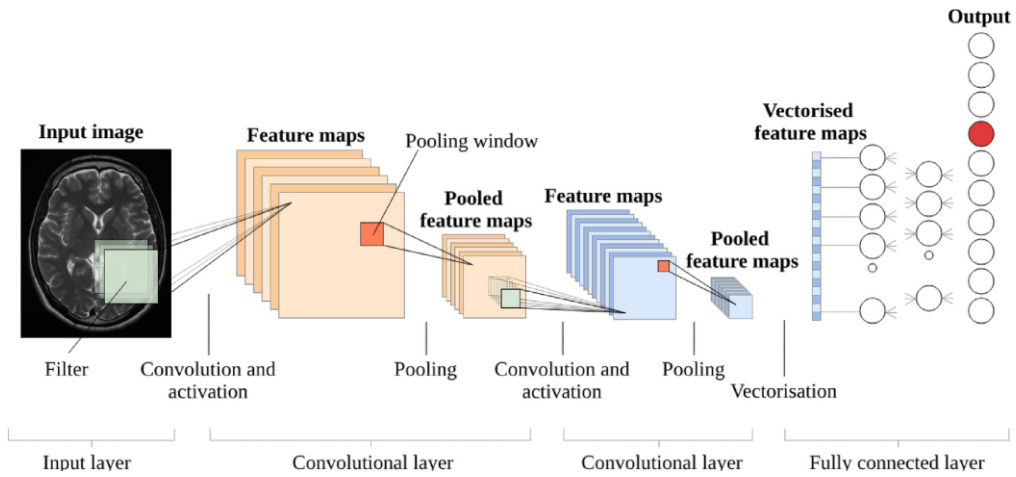 Output
Vectorised
feature maps
Input image
Feature maps
Pooling window
Pooled
feature maps
Feature maps
Pooled
feature maps
Filter
Convolution and
activation
Pooling
Convolution and
activation
Pooling
Vectorisation
Input layer
Convolutional layer
Convolutional layer
Fully connected layer